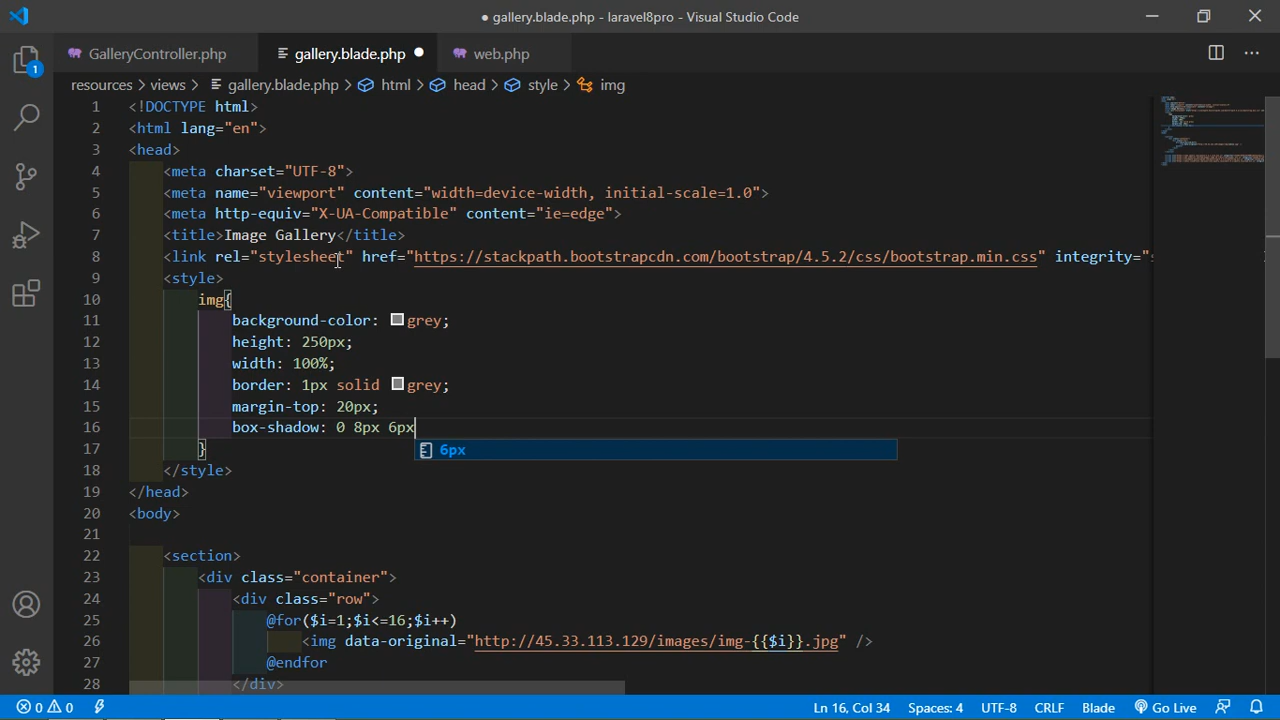 ● gallery.blade.php - laravel8pro - Visual Studio Code
GalleryController.php
gallery.blade.php ●
web.php
resources › views › gallery.blade.php › html › head › style › img
1 <!DOCTYPE html>
2 <html lang="en">
3 <head>
4 <meta charset="UTF-8">
5 <meta name="viewport" content="width=device-width, initial-scale=1.0">
6 <meta http-equiv="X-UA-Compatible" content="ie=edge">
7 <title>Image Gallery</title>
8 <link rel="stylesheet" href="https://stackpath.bootstrapcdn.com/bootstrap/4.5.2/css/bootstrap.min.css" integrity="
9 <style>
10 img{
11 background-color: grey;
12 height: 250px;
13 width: 100%;
14 border: 1px solid grey;
15 margin-top: 20px;
16 box-shadow: 0 8px 6px
6px
17 }
18 </style>
19 </head>
20 <body>
21
22 <section>
23 <div class="container">
24 <div class="row">
25 @for($i=1;$i<=16;$i++)
26 <img data-original="http://45.33.113.129/images/img-{{$i}}.jpg" />
27 @endfor
28 </div>
1
0 0 Ln 16, Col 34 Spaces: 4 UTF-8 CRLF Blade Go Live